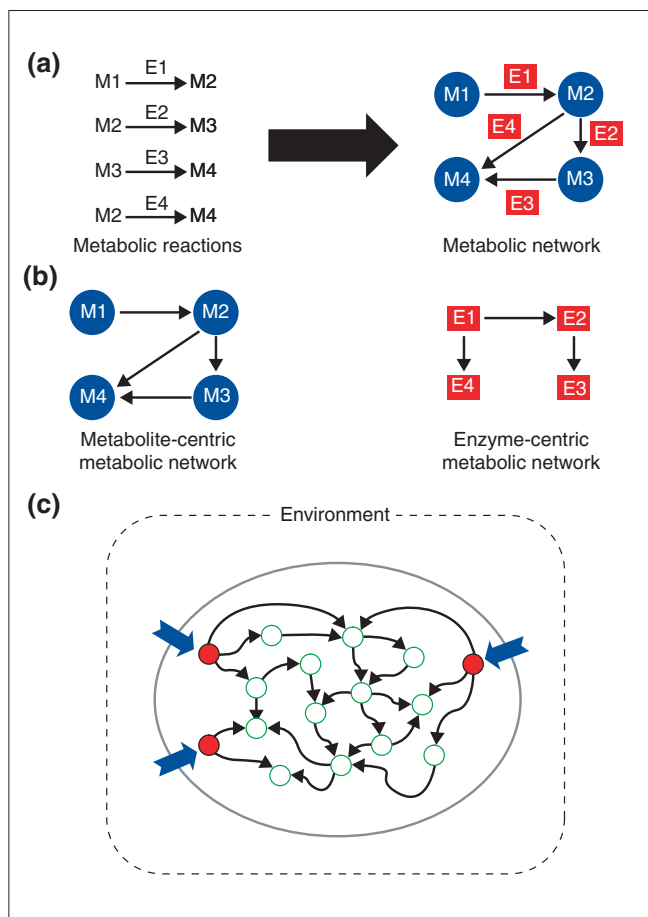 (a)
E1
M1 M2
E2
M2 M3
E3
M3 M4
E4
M2 M4
Metabolic reactions
E1
M1 M2
E4 E2
M4 M3
E3
Metabolic network
(b)
M1 M2
M4 M3
Metabolite-centric
metabolic network
E1 E2
E4 E3
Enzyme-centric
metabolic network
(c)
Environment